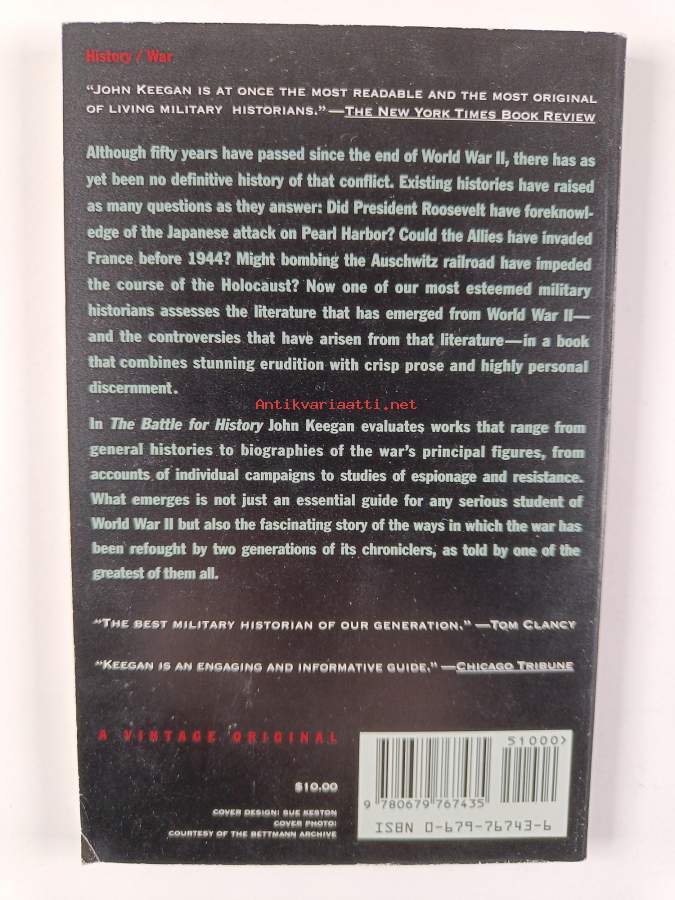 History / War
“JOHN KEEGAN IS AT ONCE THE MOST READABLE AND THE MOST ORIGINAL
OF LIVING MILITARY HISTORIANS.” —THE NEW YORK TIMES BOOK REVIEW
Although fifty years have passed since the end of World War II, there has as
yet been no definitive history of that conflict. Existing histories have raised
as many questions as they answer: Did President Roosevelt have foreknowl-
edge of the Japanese attack on Pearl Harbor? Could the Allies have invaded
France before 1944? Might bombing the Auschwitz railroad have impeded
the course of the Holocaust? Now one of our most esteemed military
historians assesses the literature that has emerged from World War II—
and the controversies that have arisen from that literature—in a book
that combines stunning erudition with crisp prose and highly personal
discernment.
Antikvariaatti.net
In The Battle for History John Keegan evaluates works that range from
general histories to biographies of the war's principal figures, from
accounts of individual campaigns to studies of espionage and resistance.
What emerges is not just an essential guide for any serious student of
World War II but also the fascinating story of the ways in which the war has
been refought by two generations of its chroniclers, as told by one of the
greatest of them all.
“THE BEST MILITARY HISTORIAN OF OUR GENERATION.” —TOM CLANCY
“KEEGAN IS AN ENGAGING AND INFORMATIVE GUIDE.” —CHICAGO TRIBUNE
A VINTAGE ORIGINAL
51000>
$10.00
9 780679 767435
COVER DESIGN: SUE KESTON
COVER PHOTO:
COURTESY OF THE BETTMANN ARCHIVE
ISBN 0-679-76743-6